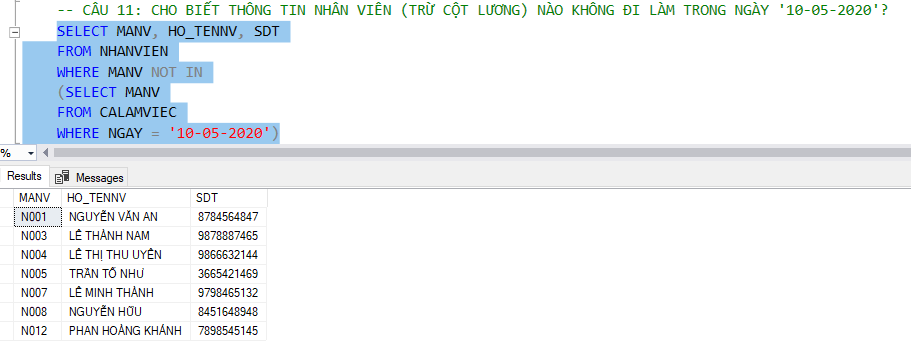 -- CÂU 11: CHO BIẾT THÔNG TIN NHÂN VIÊN (TRỪ CỘT LƯƠNG) NÀO KHÔNG ĐI LÀM TRONG NGÀY '10-05-2020'?
SELECT MANV, HO_TENNV, SDT
FROM NHANVIEN
WHERE MANV NOT IN
(SELECT MANV
FROM CALAMVIEC
WHERE NGAY = '10-05-2020')
%
Results Messages
MANV HO_TENNV SDT
N001 NGUYỄN VĂN AN 8784564847
N003 LÊ THÀNH NAM 9878887465
N004 LÊ THỊ THU UYÊN 9866632144
N005 TRẦN TỐ NHƯ 3665421469
N007 LÊ MINH THÀNH 9798465132
N008 NGUYỄN HỮU 8451648948
N012 PHAN HOÀNG KHÁNH 7898545145